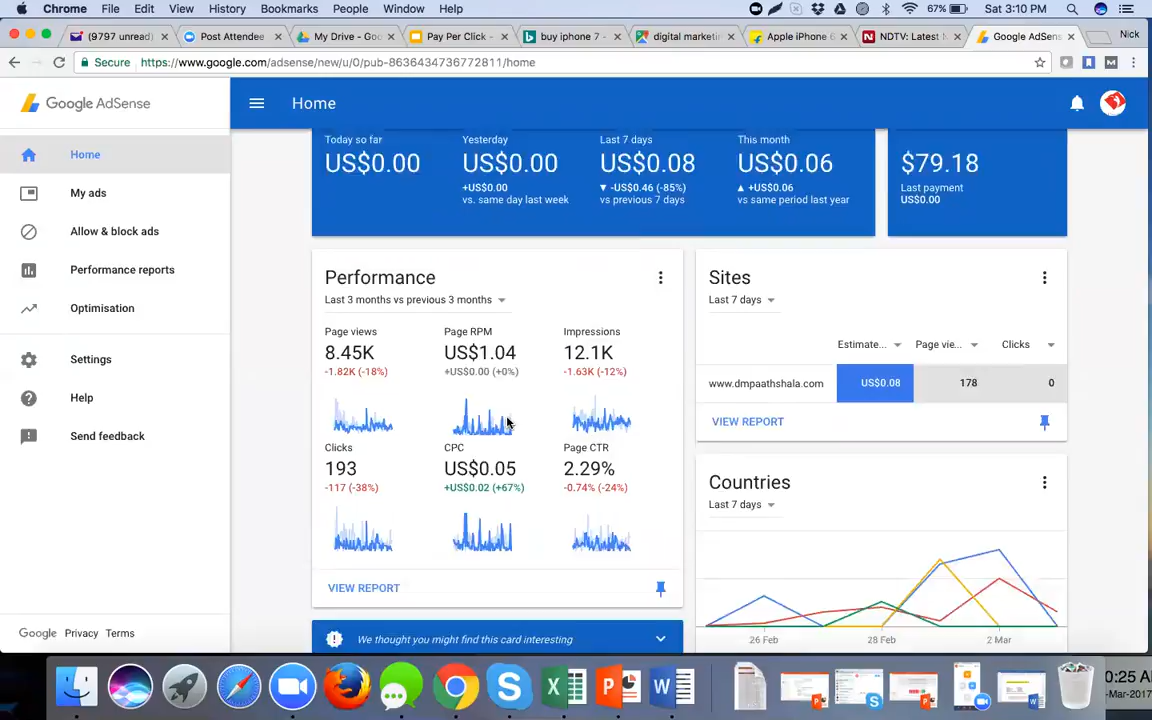 Chrome File Edit View History Bookmarks People Window Help 67% Sat 3:10 PM
(9797 unread) Post Attendee My Drive - Goo Pay Per Click - buy iphone 7 - digital marketi Apple iPhone 6 NDTV: Latest N Google AdSens Nick
Secure https://www.google.com/adsense/new/u/0/pub-8636434736772811/home
Google AdSense
Home
Home
My ads
Allow & block ads
Performance reports
Optimisation
Settings
Help
Send feedback
Google Privacy Terms
Today so far Yesterday Last 7 days This month
US$0.00 US$0.00 US$0.08 US$0.06 $79.18
+US$0.00 ▼ -US$0.46 (-85%) ▲ +US$0.06 Last payment
vs. same day last week vs previous 7 days vs same period last year US$0.00
Performance
Last 3 months vs previous 3 months
Page views Page RPM Impressions
8.45K US$1.04 12.1K
-1.82K (-18%) +US$0.00 (+0%) -1.63K (-12%)
Clicks CPC Page CTR
193 US$0.05 2.29%
-117 (-38%) +US$0.02 (+67%) -0.74% (-24%)
VIEW REPORT
We thought you might find this card interesting
Sites
Last 7 days
Estimate... Page vie... Clicks
www.dmpaathshala.com US$0.08 178 0
VIEW REPORT
Countries
Last 7 days
26 Feb 28 Feb 2 Mar
0:25 A
-Mar-2017